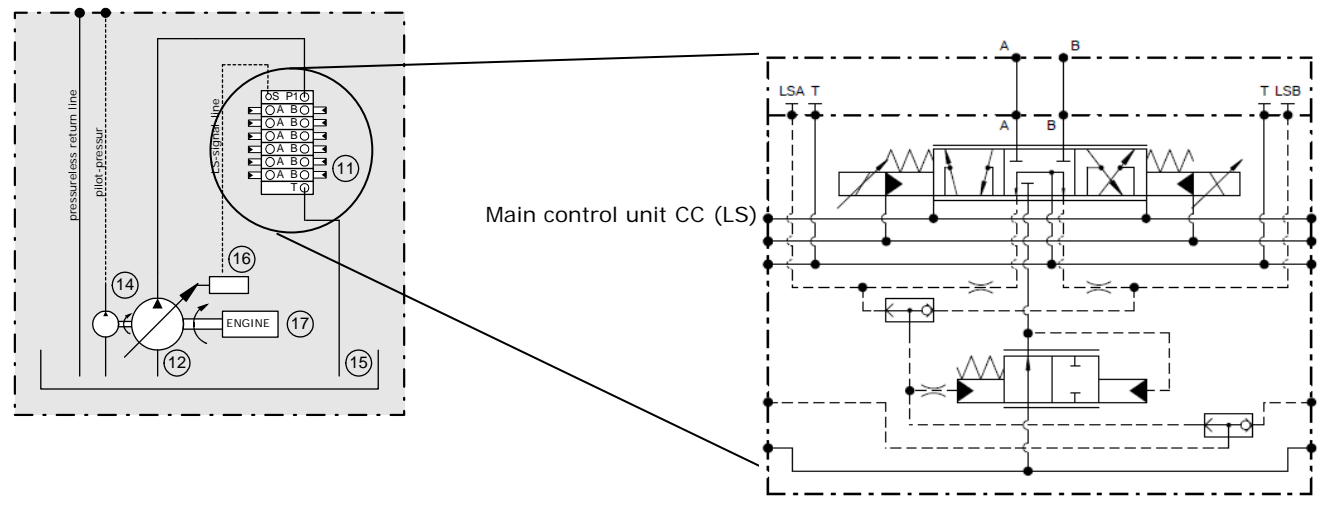 pressureless return line
pilot-pressur
LS-signal line
S P1
A B
A B
A B
A B
A B
A B
T
11
16
14
ENGINE
17
12
15
Main control unit CC (LS)
A B
LSA T
T LSB
A B